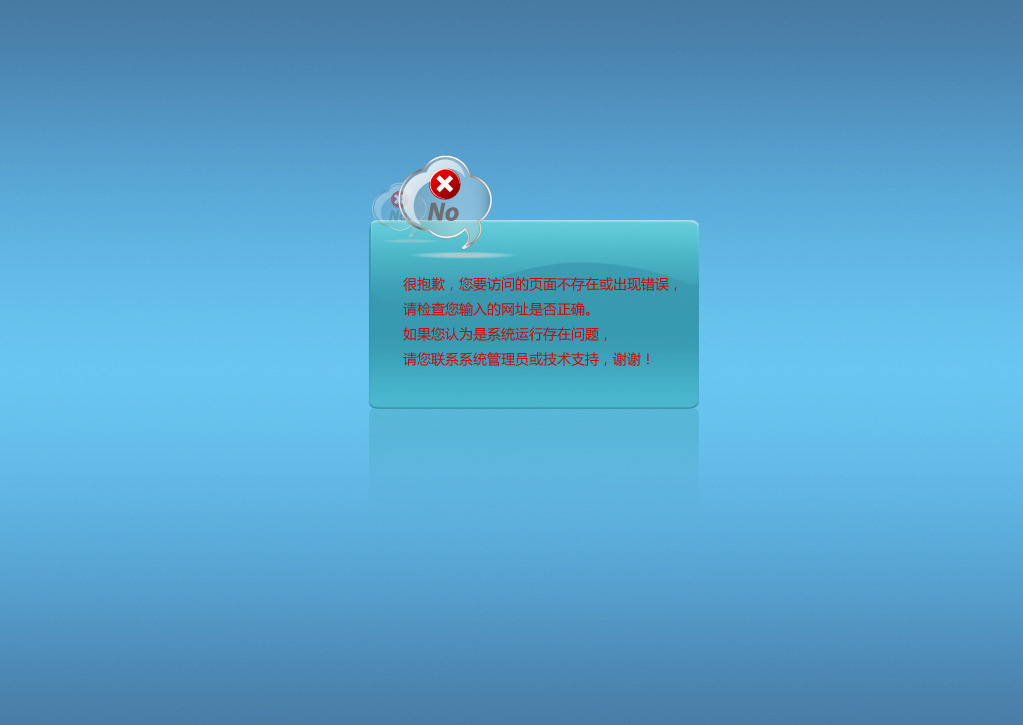 No
No
很抱歉，您要访问的页面不存在或出现错误，
请检查您输入的网址是否正确。
如果您认为是系统运行存在问题，
请您联系系统管理员或技术支持，谢谢！